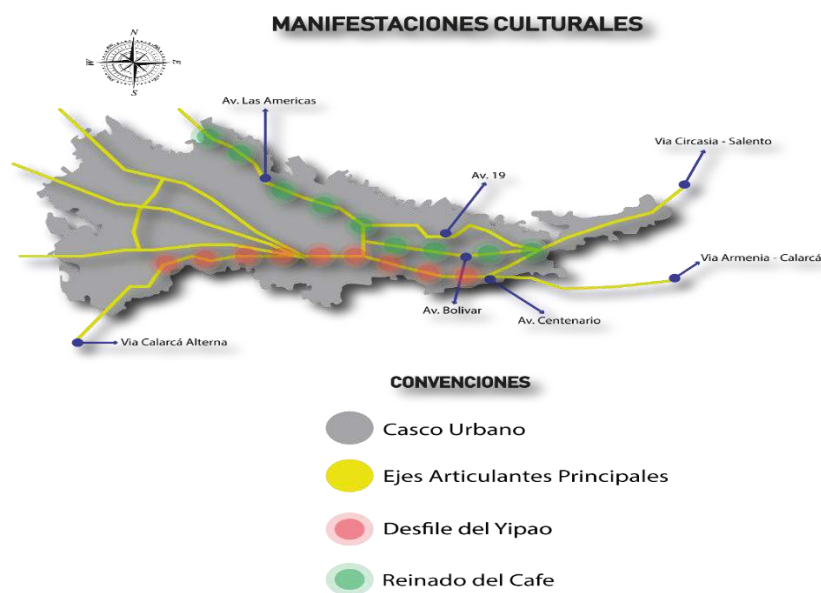 MANIFESTACIONES CULTURALES
N
W
E
S
Av. Las Americas
Via Circasia - Salento
Av. 19
Via Armenia - Calarcá
Av. Bolivar
Av. Centenario
Via Calarcá Alterna
CONVENCIONES
Casco Urbano
Ejes Articulantes Principales
Desfile del Yipao
Reinado del Cafe